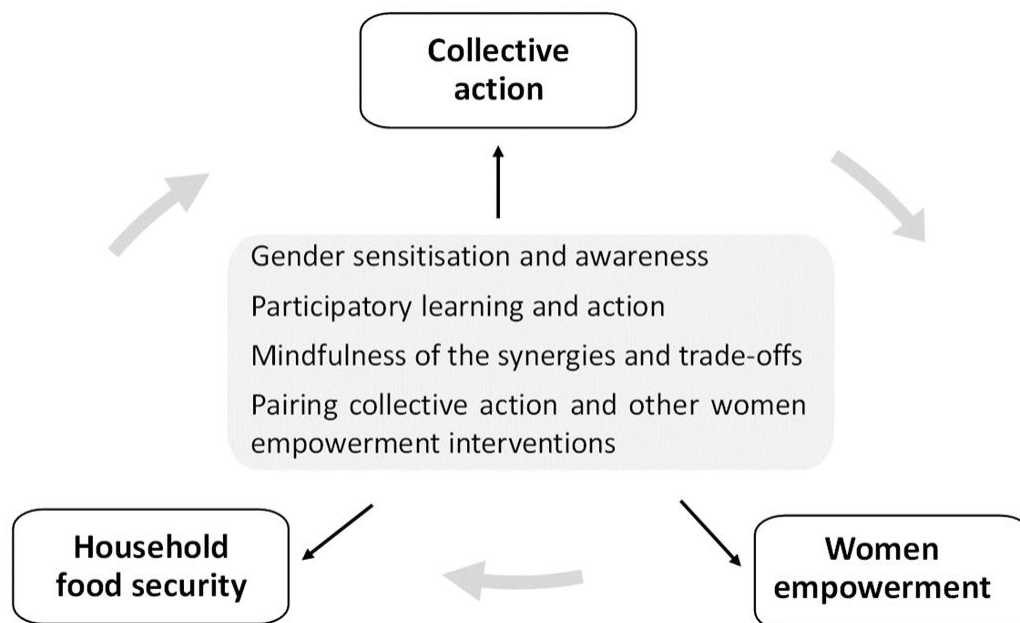 Collective
action
Gender sensitisation and awareness
Participatory learning and action
Mindfulness of the synergies and trade-offs
Pairing collective action and other women
empowerment interventions
Household
food security
Women
empowerment